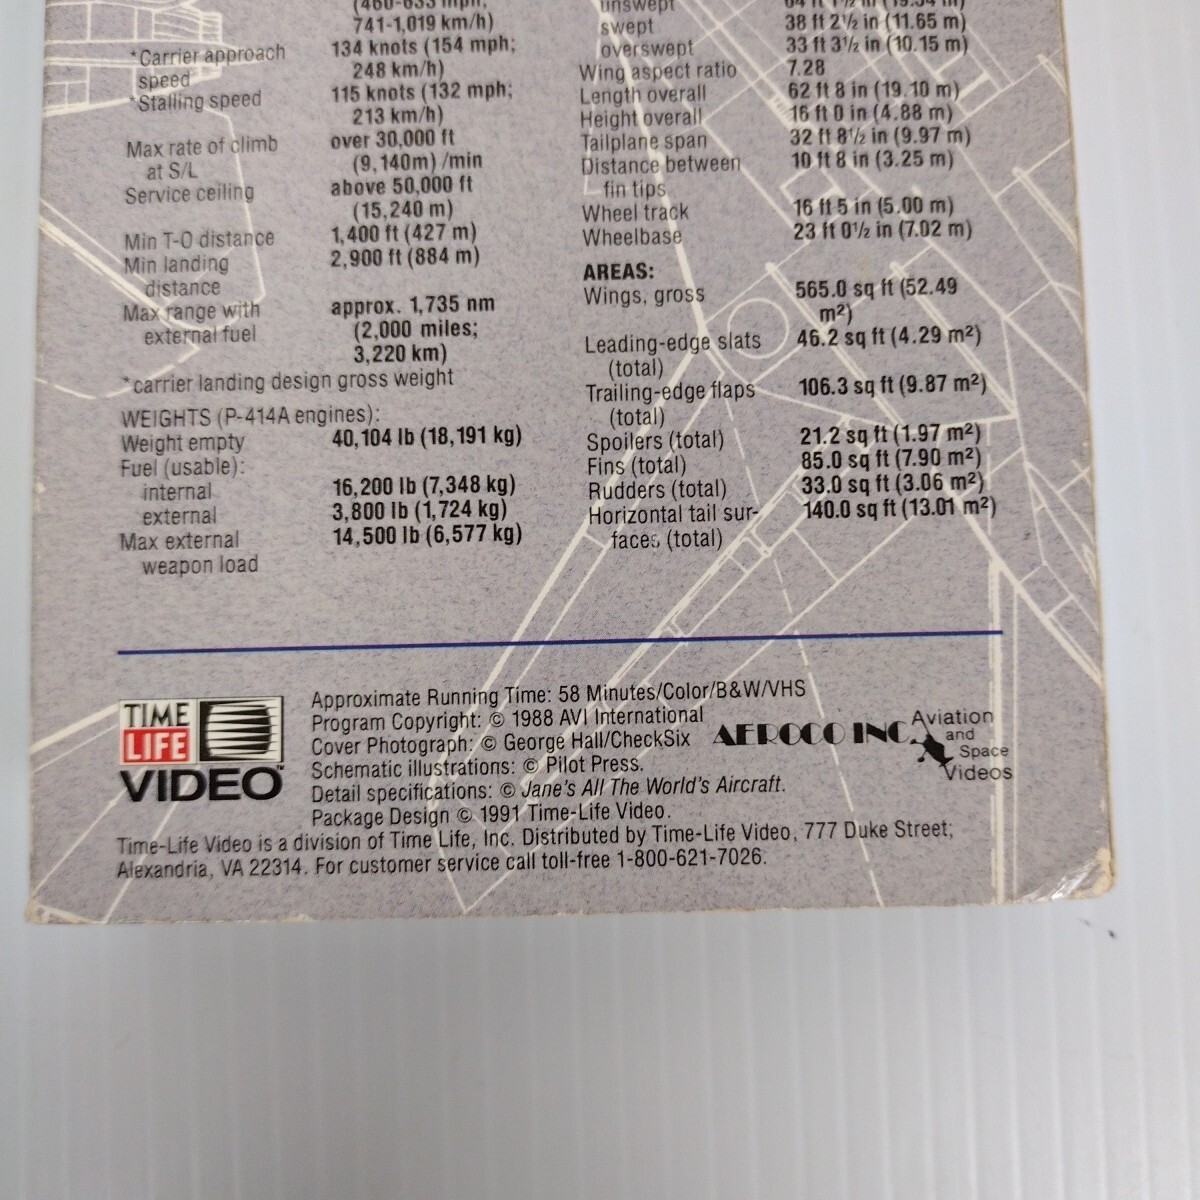 (460-633 mph;
741-1,019 km/h)
*Carrier approach 134 knots (154 mph;
speed 248 km/h)
*Stalling speed 115 knots (132 mph;
213 km/h)
Max rate of climb over 30,000 ft
at S/L (9,140m) /min
Service ceiling above 50,000 ft
(15,240 m)
Min T-O distance 1,400 ft (427 m)
Min landing 2,900 ft (884 m)
distance
Max range with approx. 1,735 nm
external fuel (2,000 miles;
3,220 km)
*carrier landing design gross weight
WEIGHTS (P-414A engines):
Weight empty 40,104 lb (18,191 kg)
Fuel (usable):
internal 16,200 lb (7,348 kg)
external 3,800 lb (1,724 kg)
Max external 14,500 lb (6,577 kg)
weapon load
unswept 64 ft 1½ in (19.54 m)
swept 38 ft 2½ in (11.65 m)
overswept 33 ft 3½ in (10.15 m)
Wing aspect ratio 7.28
Length overall 62 ft 8 in (19.10 m)
Height overall 16 ft 0 in (4.88 m)
Tailplane span 32 ft 8½ in (9.97 m)
Distance between 10 ft 8 in (3.25 m)
fin tips
Wheel track 16 ft 5 in (5.00 m)
Wheelbase 23 ft 0½ in (7.02 m)
AREAS:
Wings, gross 565.0 sq ft (52.49
m²)
Leading-edge slats 46.2 sq ft (4.29 m²)
(total)
Trailing-edge flaps 106.3 sq ft (9.87 m²)
(total)
Spoilers (total) 21.2 sq ft (1.97 m²)
Fins (total) 85.0 sq ft (7.90 m²)
Rudders (total) 33.0 sq ft (3.06 m²)
Horizontal tail sur- 140.0 sq ft (13.01 m²)
faces (total)
TIME
LIFE
VIDEO™
Approximate Running Time: 58 Minutes/Color/B&W/VHS
Program Copyright: © 1988 AVI International
Cover Photograph: © George Hall/CheckSix
Schematic illustrations: © Pilot Press.
Detail specifications: © Jane's All The World's Aircraft.
Package Design © 1991 Time-Life Video.
AEROCO INC.
Aviation
and
Space
Videos
Time-Life Video is a division of Time Life, Inc. Distributed by Time-Life Video, 777 Duke Street;
Alexandria, VA 22314. For customer service call toll-free 1-800-621-7026.